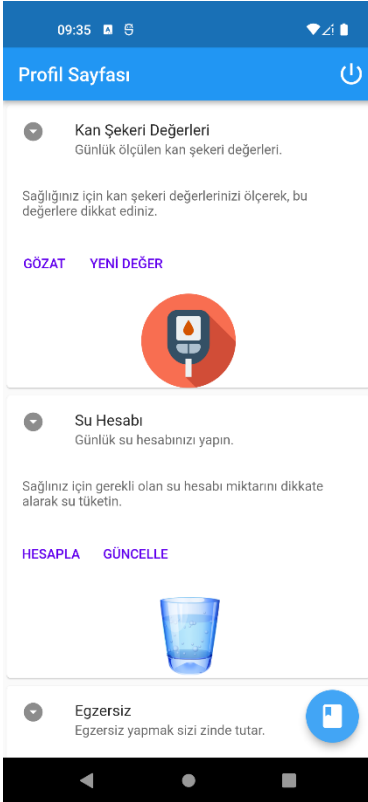 09:35
Profil Sayfası
Kan Şekeri Değerleri
Günlük ölçülen kan şekeri değerleri.
Sağlığınız için kan şekeri değerlerinizi ölçerek, bu
değerlere dikkat ediniz.
GÖZAT YENİ DEĞER
Su Hesabı
Günlük su hesabınızı yapın.
Sağlınız için gerekli olan su hesabı miktarını dikkate
alarak su tüketin.
HESAPLA GÜNCELLE
Egzersiz
Egzersiz yapmak sizi zinde tutar.